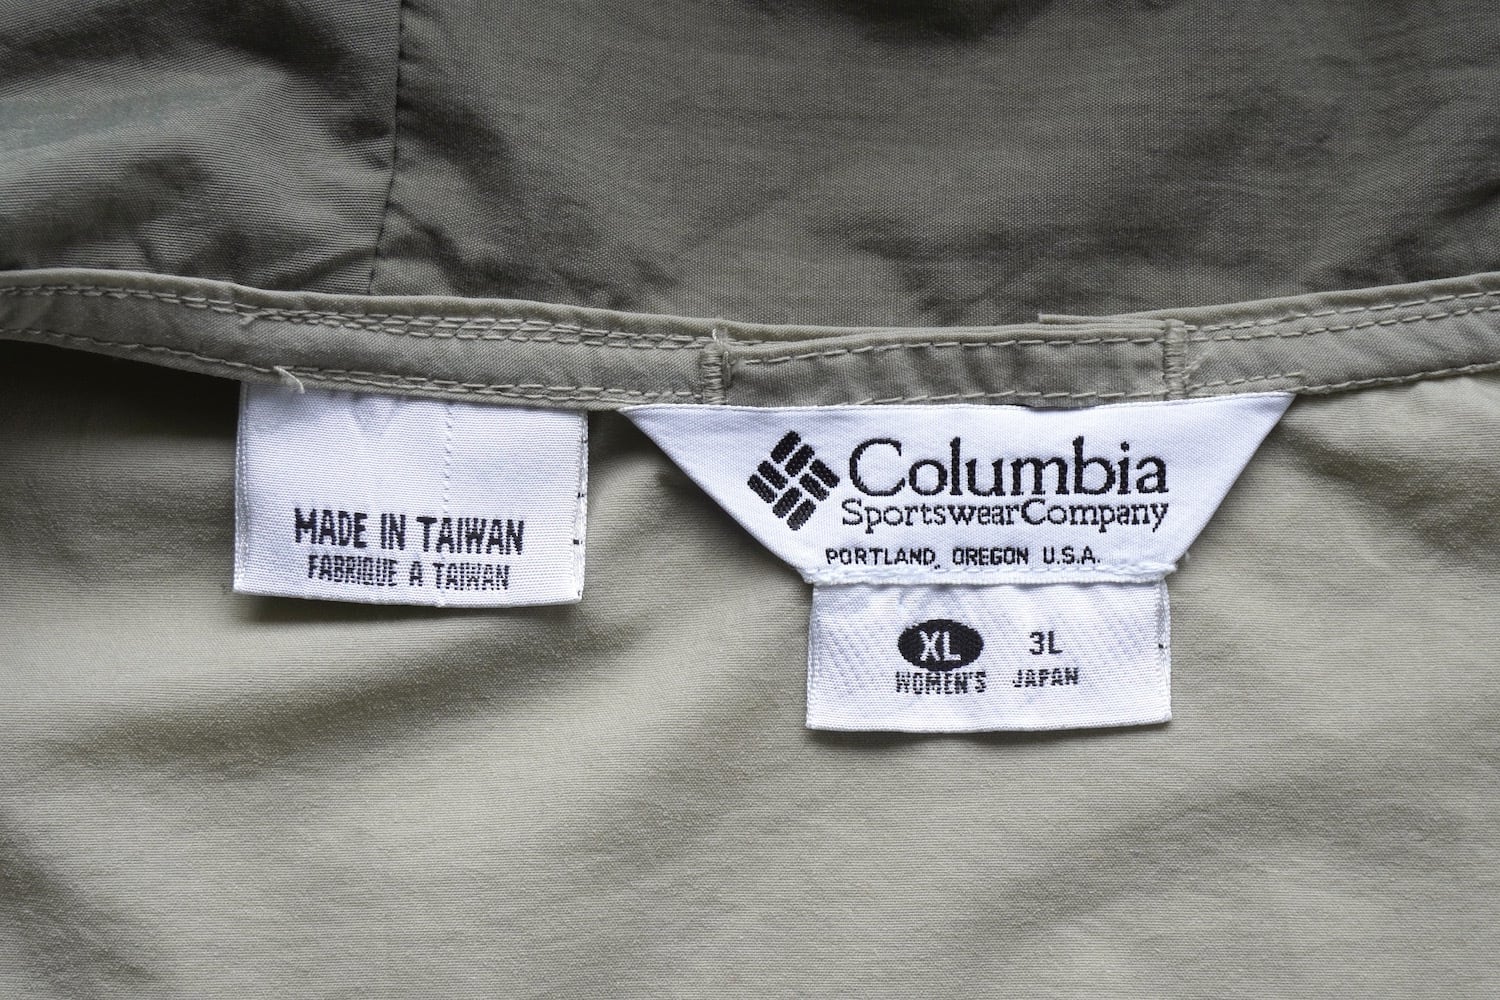 MADE IN TAIWAN
FABRIQUE A TAIWAN
Columbia
SportswearCompany
PORTLAND, OREGON U.S.A.
XL 3L
WOMEN'S JAPAN